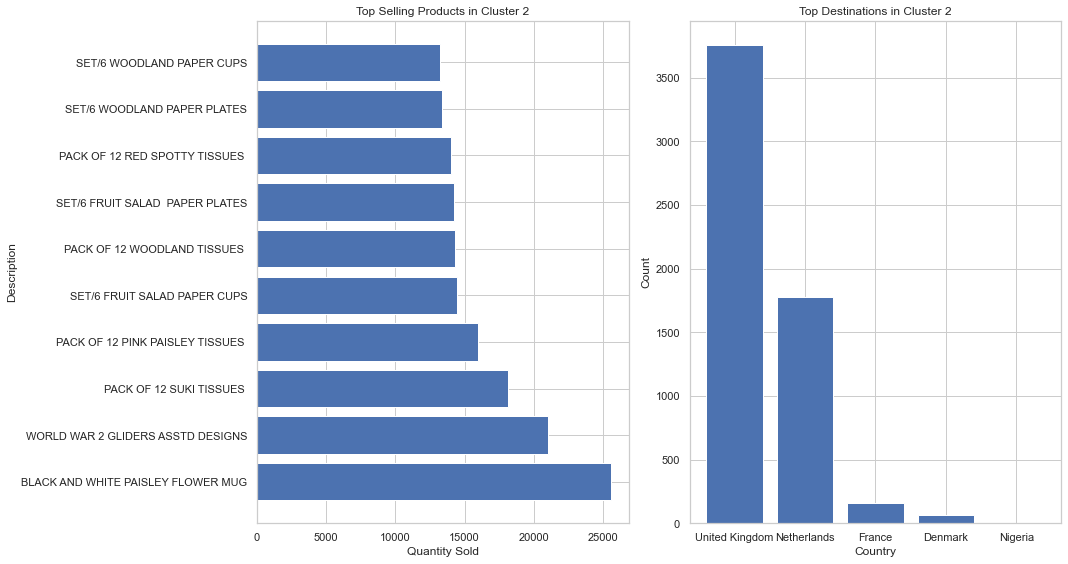 Top Selling Products in Cluster 2
Description
SET/6 WOODLAND PAPER CUPS
SET/6 WOODLAND PAPER PLATES
PACK OF 12 RED SPOTTY TISSUES
SET/6 FRUIT SALAD  PAPER PLATES
PACK OF 12 WOODLAND TISSUES
SET/6 FRUIT SALAD PAPER CUPS
PACK OF 12 PINK PAISLEY TISSUES
PACK OF 12 SUKI TISSUES
WORLD WAR 2 GLIDERS ASSTD DESIGNS
BLACK AND WHITE PAISLEY FLOWER MUG
0 5000 10000 15000 20000 25000
Quantity Sold
Top Destinations in Cluster 2
Count
3500
3000
2500
2000
1500
1000
500
0
United Kingdom Netherlands France Denmark Nigeria
Country